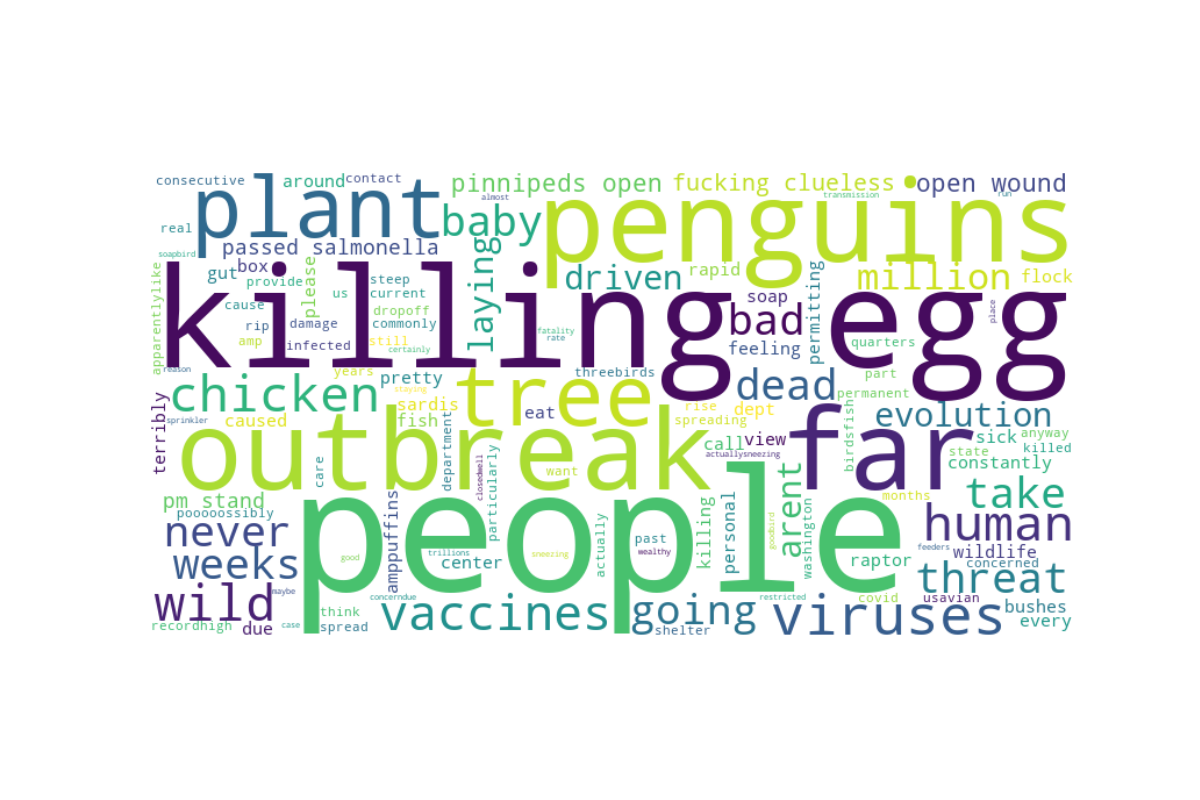 consecutive
around
contact
pinnipeds open
fucking clueless
open wound
plant
almost
transmission
run
penguins
real
baby
passed salmonella
soapbird
laying
gut
box
please
steep
driven
rapid
permitting
million
flock
provide
us
current
killing egg
soap
cause
dropoff
bad
place
apparentlylike
rip
damage
commonly
fatality
rate
amp
infected
still
certainly
feeling
quarters
reason
years
pretty
threebirds
part
chicken
tree
dead
staying
permanent
terribly
sardis
eat
rise
dept
evolution
sprinkler
caused
fish
spreading
outbreak
far
call
view
birdsfish
sick
anyway
care
department
closedwell
particularly
actuallysneezing
state
killed
want
constantly
pm stand
people
arent
months
take
pooooossibly
amppuffins
killing
personal
goodbird
washington
never
past
human
trillions
sneezing
actually
wealthy
feeders
wildlife
weeks
good
center
raptor
concerned
threat
wild
maybe
concerndue
restricted
covid
usavian
think
vaccines
going
viruses
bushes
recordhigh
due
case
spread
shelter
every